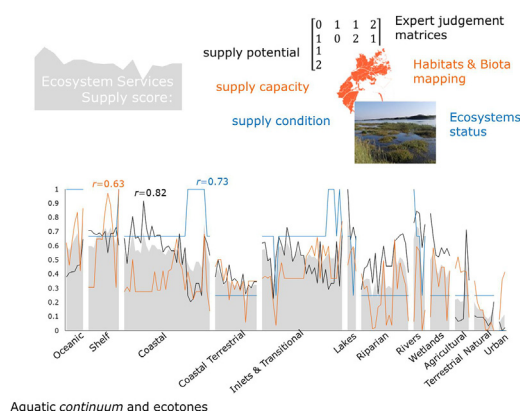 Ecosystem Services
Supply score:
supply potential
0 1 1 2
1 0 2 1
1
2
Expert judgement
matrices
supply capacity
Habitats & Biota
mapping
supply condition
Ecosystems
status
r=0.63
r=0.82
r=0.73
1
0.9
0.8
0.7
0.6
0.5
0.4
0.3
0.2
0.1
0
Oceanic
Shelf
Coastal
Coastal Terrestrial
Inlets & Transitional
Lakes
Riparian
Rivers
Wetlands
Agricultural
Terrestrial Natural
Urban
Aquatic continuum and ecotones